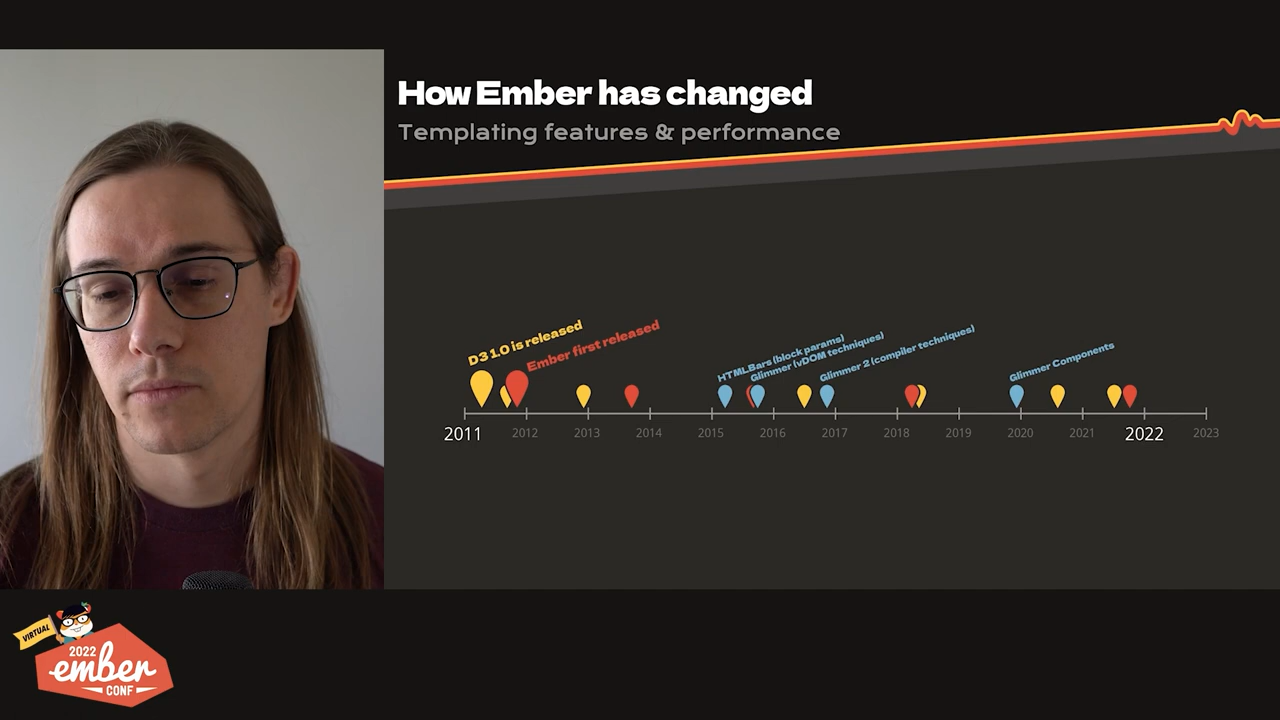 How Ember has changed
Templating features & performance
D3 1.0 is released
Ember first released
HTMLBars (block params)
Glimmer (vDOM techniques)
Glimmer 2 (compiler techniques)
Glimmer Components
2011 2012 2013 2014 2015 2016 2017 2018 2019 2020 2021 2022 2023
VIRTUAL
2022
ember
CONF